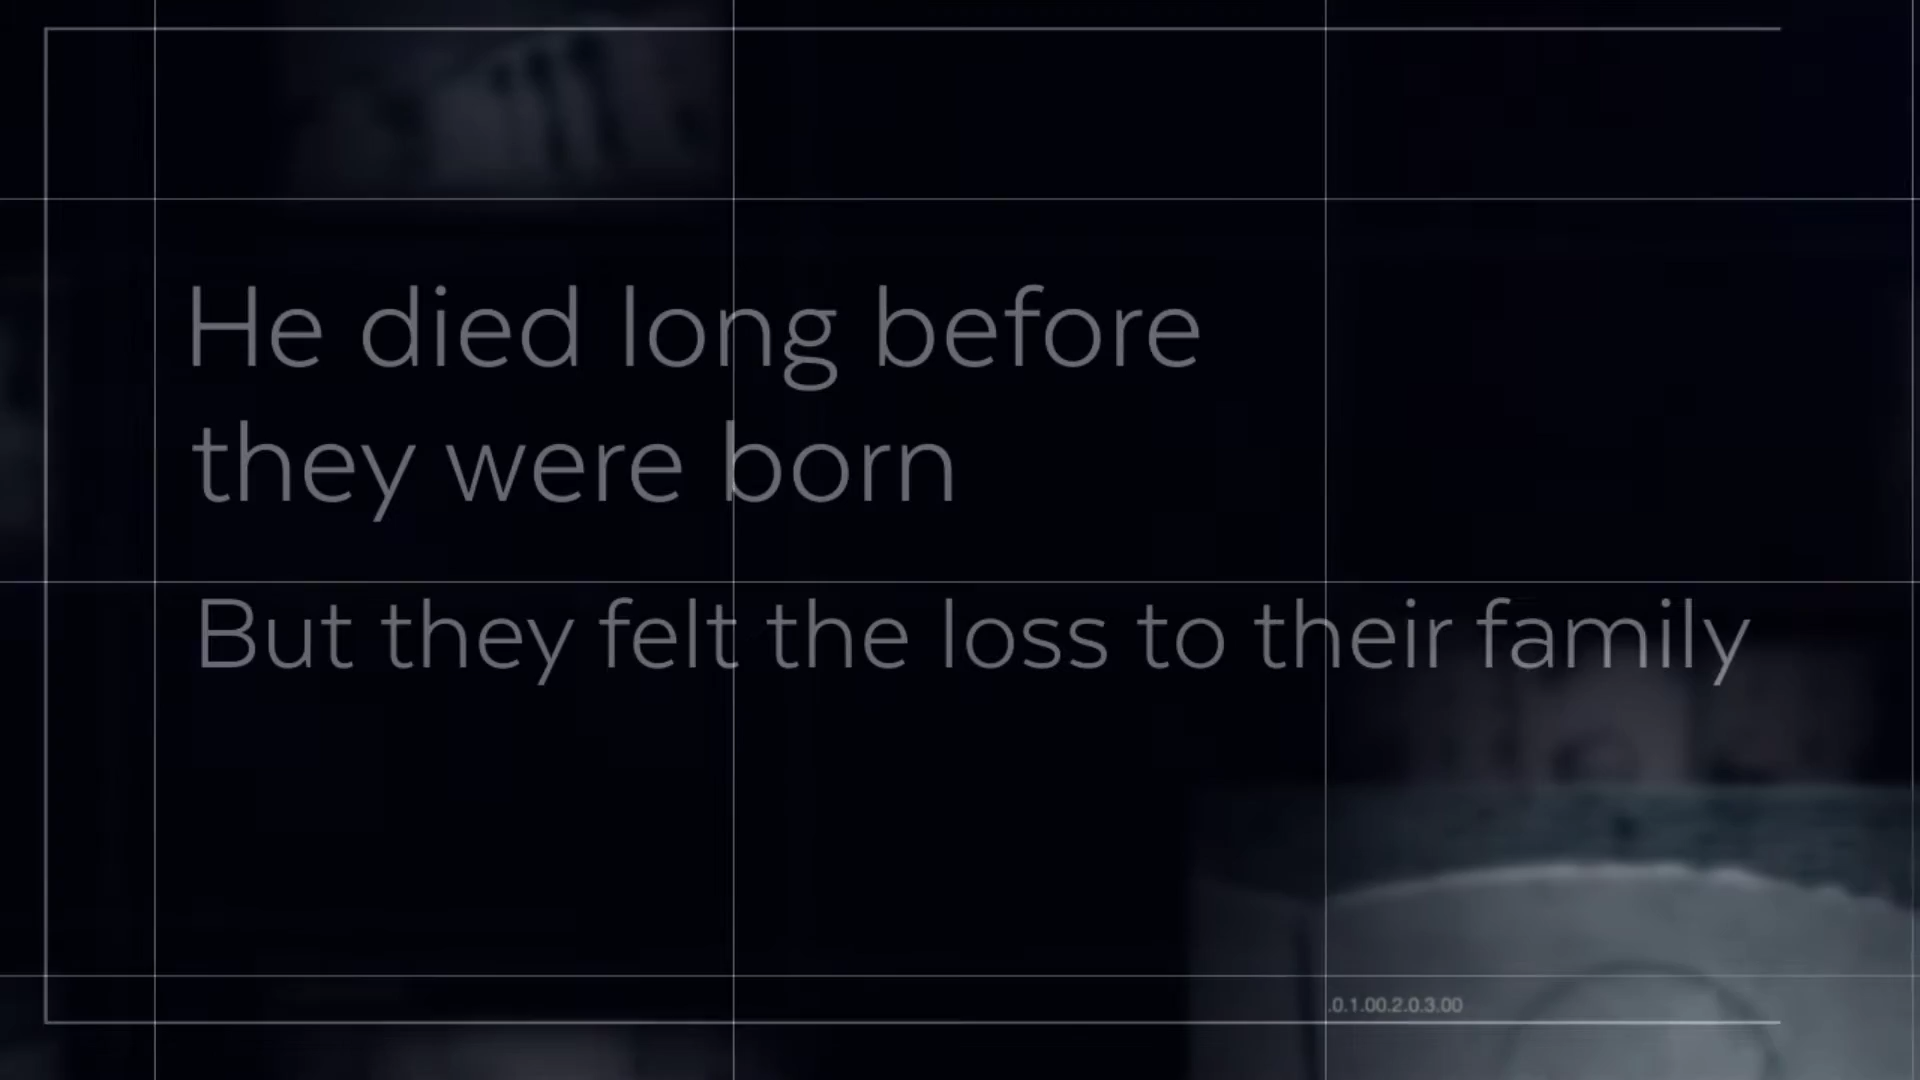 He died long before
they were born
But they felt the loss to their family
.0.1.00.2.0.3.00